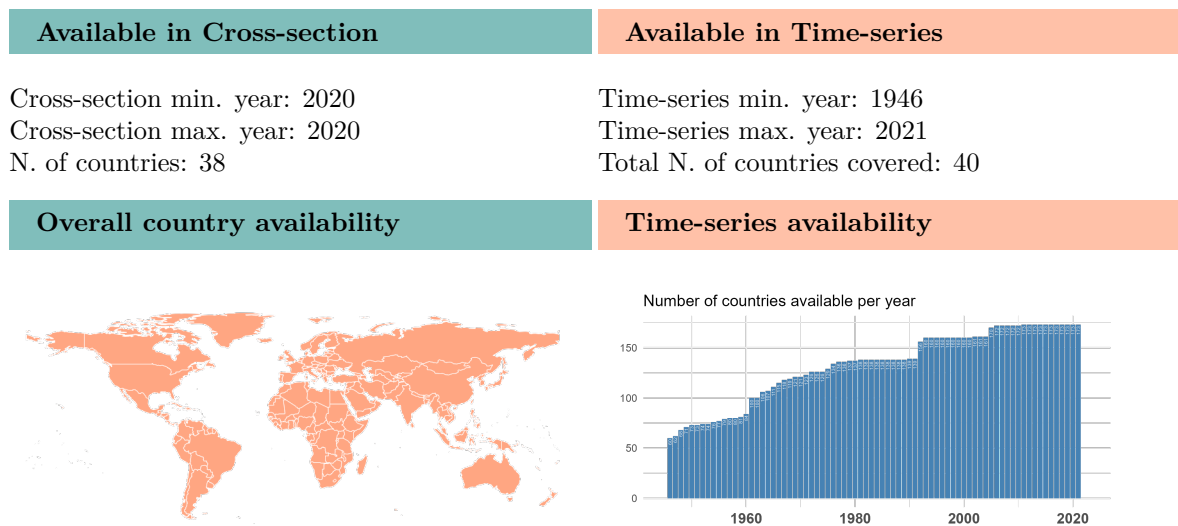 Available in Cross-section
Available in Time-series
Cross-section min. year: 2020
Cross-section max. year: 2020
N. of countries: 38
Time-series min. year: 1946
Time-series max. year: 2021
Total N. of countries covered: 40
Overall country availability
Time-series availability
Number of countries available per year
150
100
50
0
1960 1980 2000 2020